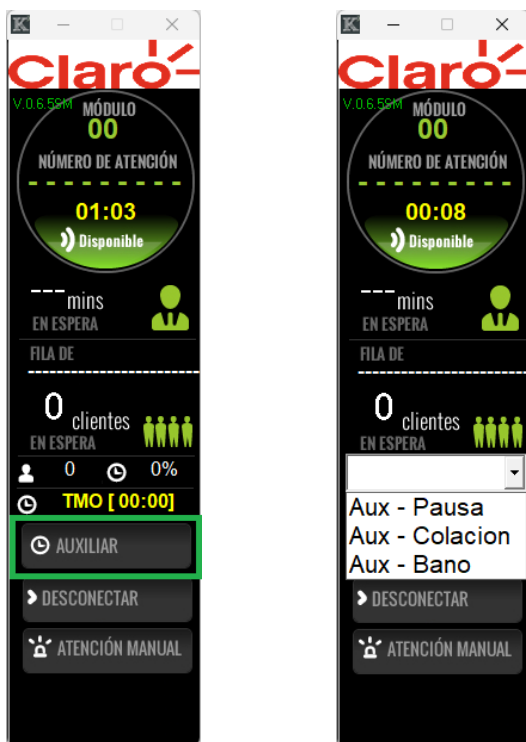 Claro
V.0.6.5SM
MÓDULO
00
NÚMERO DE ATENCIÓN
01:03
Disponible
---mins
EN ESPERA
FILA DE
0 clientes
EN ESPERA
0 0%
TMO [ 00:00]
AUXILIAR
DESCONECTAR
ATENCIÓN MANUAL
Claro
V.0.6.5SM
MÓDULO
00
NÚMERO DE ATENCIÓN
00:08
Disponible
---mins
EN ESPERA
FILA DE
0 clientes
EN ESPERA
Aux - Pausa
Aux - Colacion
Aux - Bano
DESCONECTAR
ATENCIÓN MANUAL